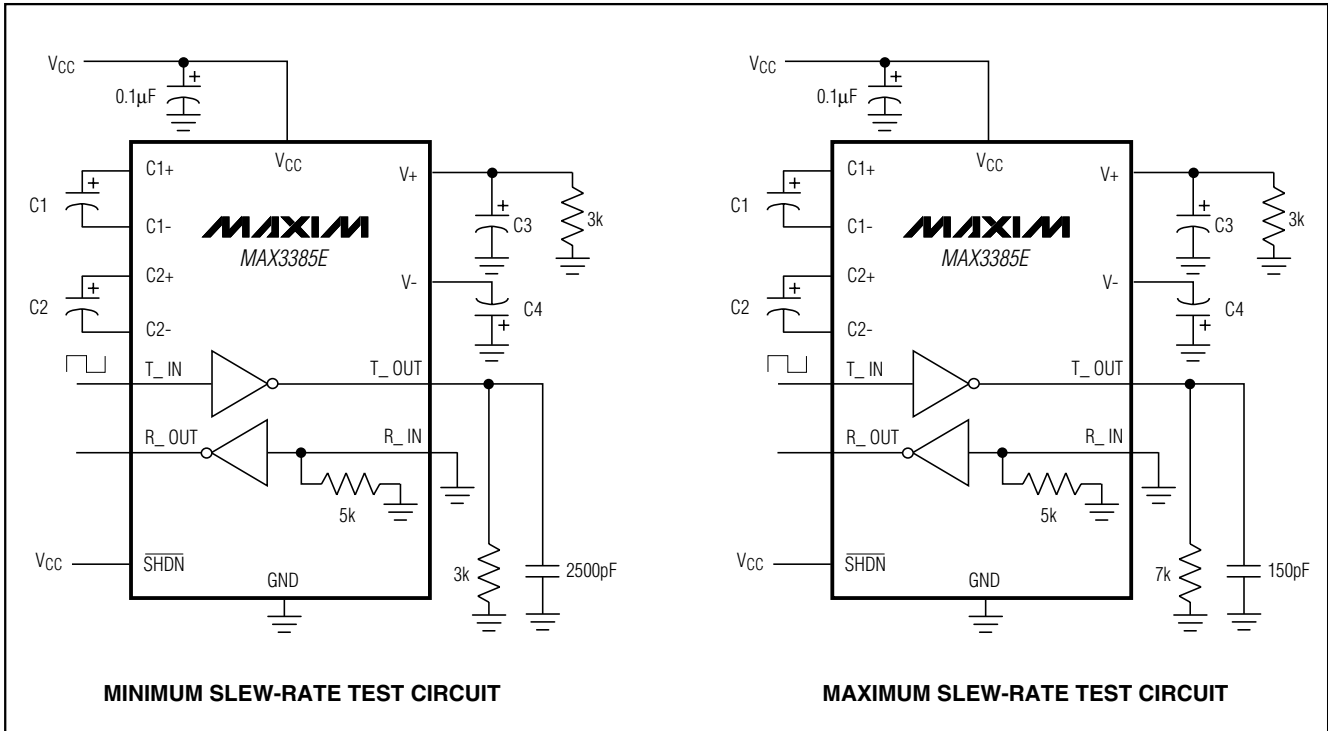 VCC
0.1µF
+
VCC
C1+
C1
+
C1-
MAXIM
MAX3385E
C2+
C2
+
C2-
V+
+
C3
3k
V-
C4
+
T_ IN
T_ OUT
R_ OUT
R_ IN
5k
VCC
SHDN
GND
3k
2500pF
MINIMUM SLEW-RATE TEST CIRCUIT
VCC
0.1µF
+
VCC
C1+
C1
+
C1-
MAXIM
MAX3385E
C2+
C2
+
C2-
V+
+
C3
3k
V-
C4
+
T_ IN
T_ OUT
R_ OUT
R_ IN
5k
VCC
SHDN
GND
7k
150pF
MAXIMUM SLEW-RATE TEST CIRCUIT